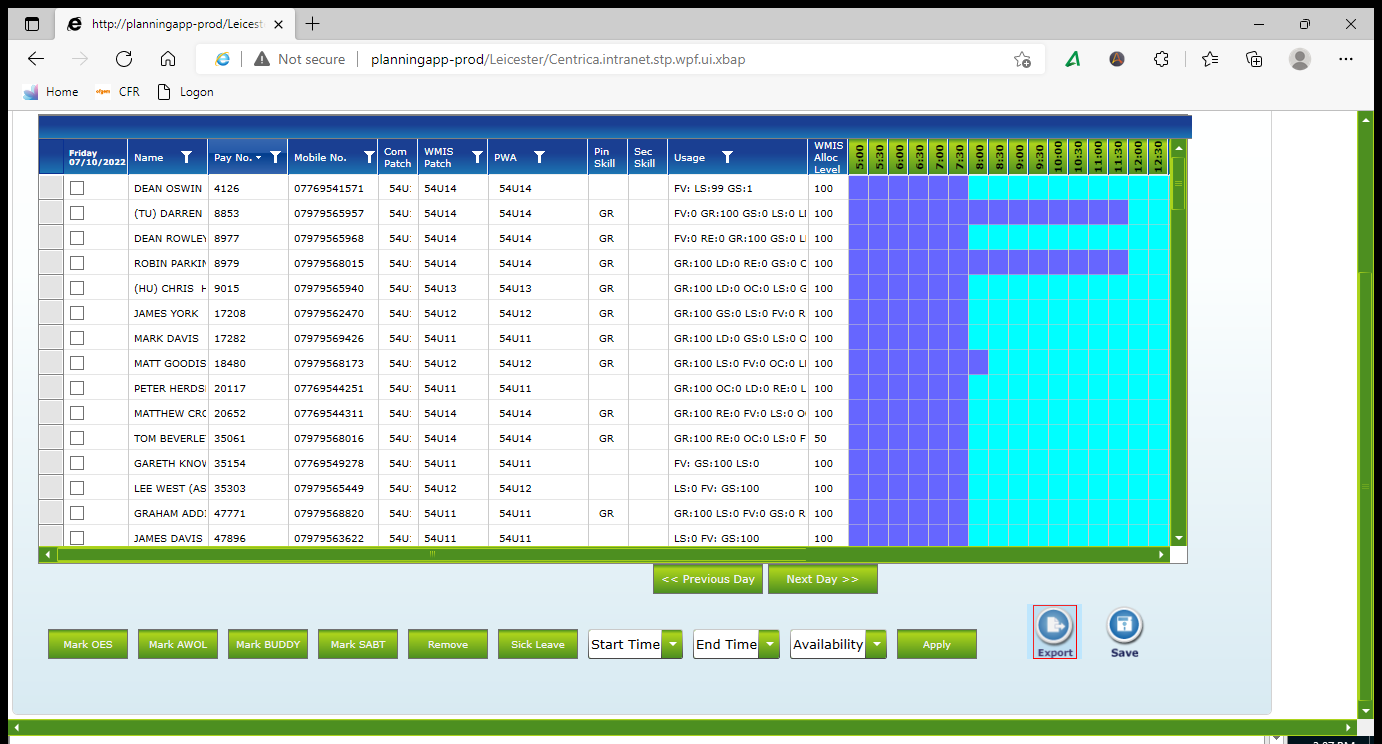 http://planningapp-prod/Leicest
Not secure planningapp-prod/Leicester/Centrica.intranet.stp.wpf.ui.xbap
Home CFR Logon
Friday 07/10/2022 Name Pay No. Mobile No. Com Patch WMIS Patch PWA Pin Skill Sec Skill Usage WMIS Alloc Level 5:00 5:30 6:00 6:30 7:00 7:30 8:00 8:30 9:00 9:30 10:00 10:30 11:00 11:30 12:00 12:30
DEAN OSWIN 4126 07769541571 54U 54U14 54U14 FV: LS:99 GS:1 100
(TU) DARREN 8853 07979565957 54U 54U14 54U14 GR FV:0 GR:100 GS:0 LS:0 L 100
DEAN ROWLEY 8977 07979565968 54U 54U14 54U14 GR FV:0 RE:0 GR:100 GS:0 L 100
ROBIN PARKIN 8979 07979568015 54U 54U14 54U14 GR GR:100 LD:0 RE:0 GS:0 O 100
(HU) CHRIS H 9015 07979565940 54U 54U13 54U13 GR GR:100 LD:0 OC:0 LS:0 G 100
JAMES YORK 17208 07979562470 54U 54U12 54U12 GR GR:100 GS:0 LS:0 FV:0 R 100
MARK DAVIS 17282 07979569426 54U 54U11 54U11 GR GR:100 LD:0 GS:0 LS:0 O 100
MATT GOODIS 18480 07979568173 54U 54U12 54U12 GR GR:100 LS:0 FV:0 OC:0 L 100
PETER HERDS 20117 07769544251 54U 54U11 54U11 GR:100 OC:0 LD:0 RE:0 L 100
MATTHEW CRO 20652 07769544311 54U 54U14 54U14 GR GR:100 RE:0 FV:0 LS:0 O 100
TOM BEVERLE 35061 07979568016 54U 54U14 54U14 GR GR:100 RE:0 OC:0 LS:0 F 50
GARETH KNOW 35154 07769549278 54U 54U11 54U11 FV: GS:100 LS:0 100
LEE WEST (AS 35303 07979565449 54U 54U12 54U12 LS:0 FV: GS:100 100
GRAHAM ADD 47771 07979568820 54U 54U11 54U11 GR GR:100 LS:0 FV:0 GS:0 R 100
JAMES DAVIS 47896 07979563622 54U 54U11 54U11 LS:0 FV: GS:100 100
<< Previous Day Next Day >>
Mark OES Mark AWOL Mark BUDDY Mark SABT Remove Sick Leave Start Time End Time Availability Apply Export Save